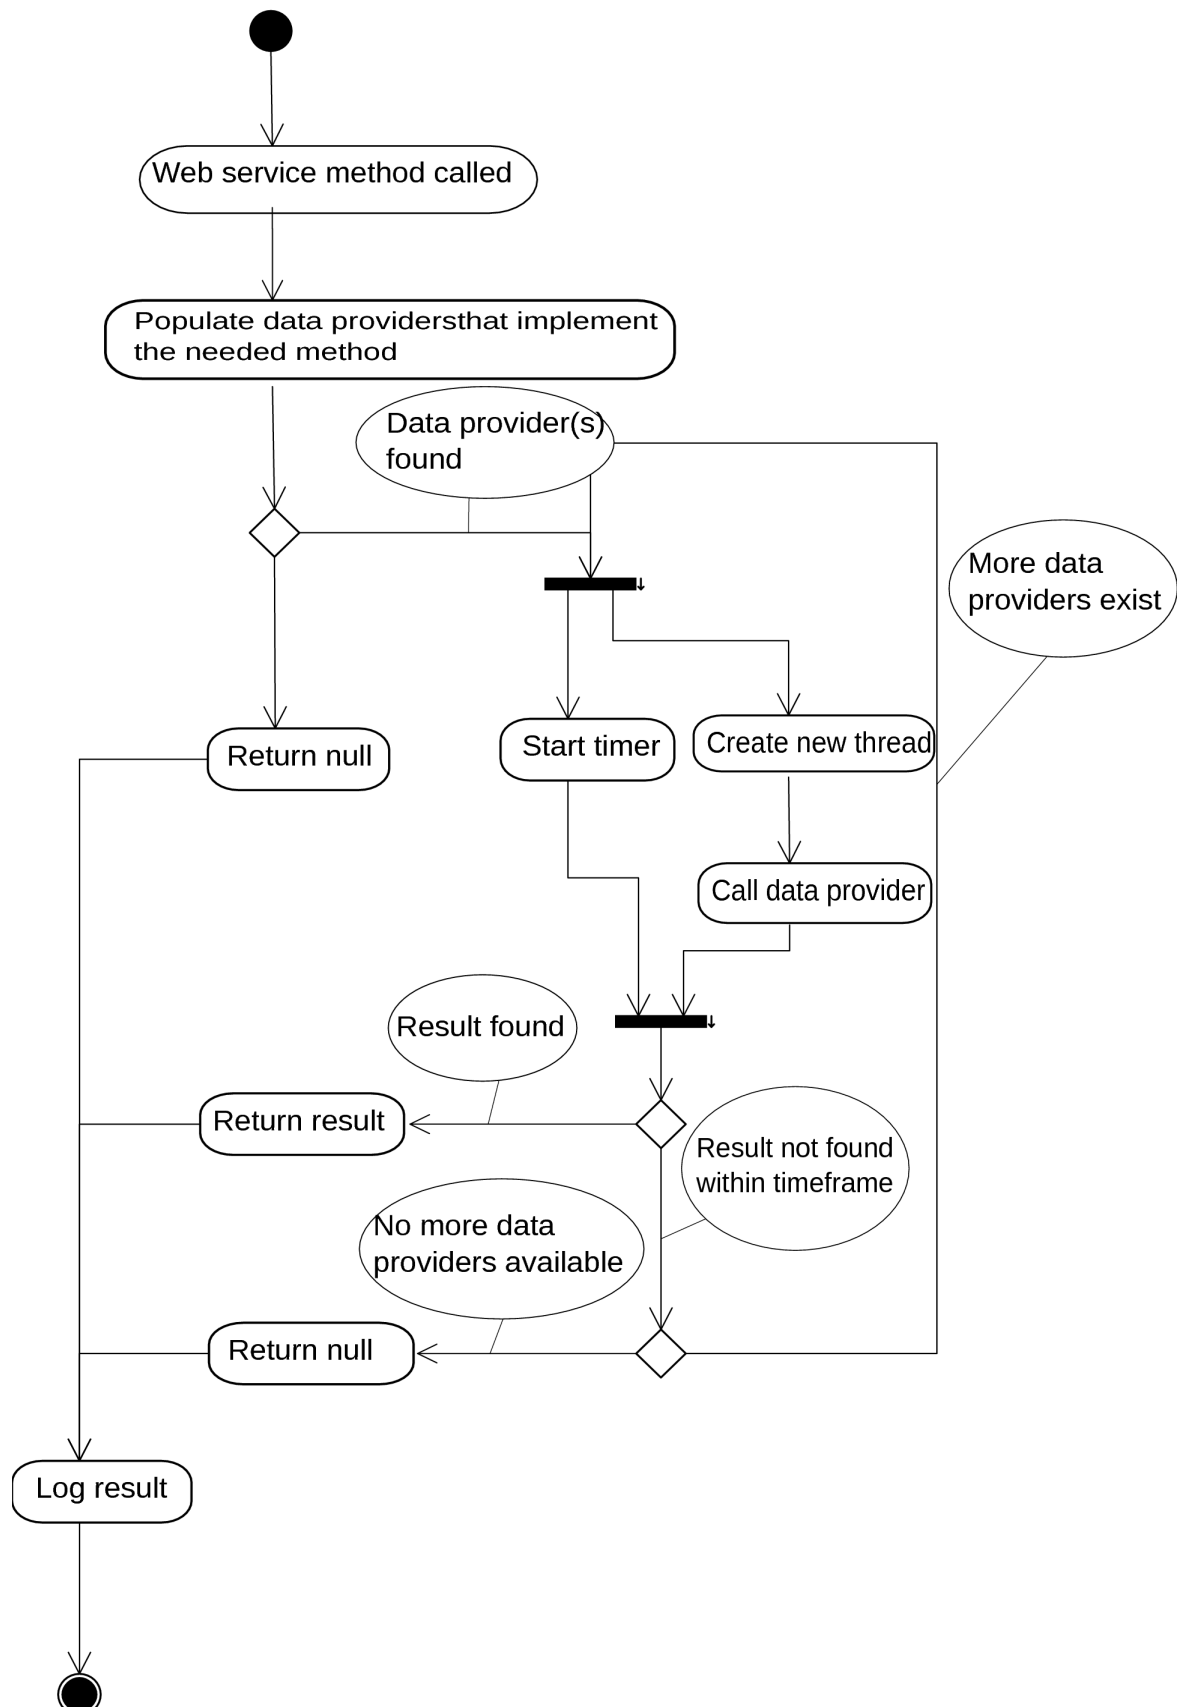 Web service method called
Populate data providersthat implement
the needed method
Data provider(s)
found
More data
providers exist
Return null
Start timer
Create new thread
Call data provider
Result found
Return result
Result not found
within timeframe
No more data
providers available
Return null
Log result